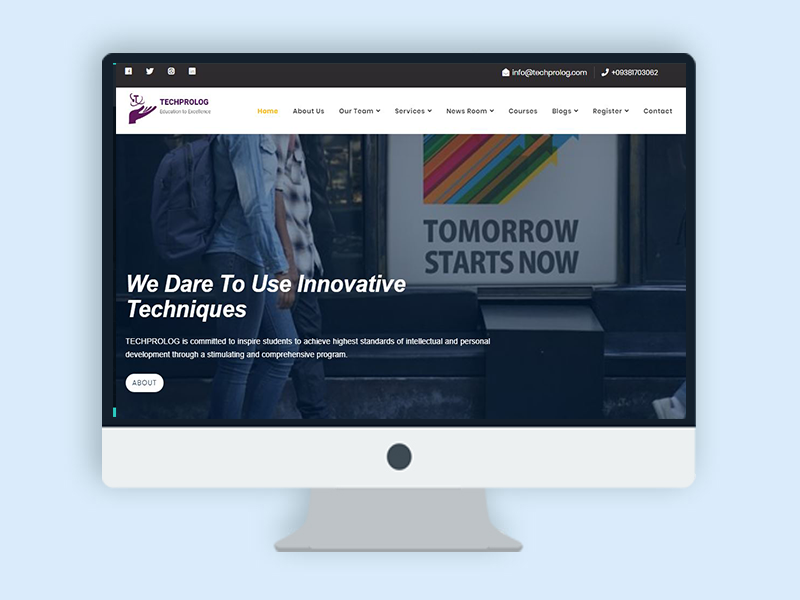 info@techprolog.com +09381703062
TECHPROLOG
Education to Excellence
Home About Us Our Team Services News Room Courses Blogs Register Contact
TOMORROW
STARTS NOW
We Dare To Use Innovative
Techniques
TECHPROLOG is committed to inspire students to achieve highest standards of intellectual and personal
development through a stimulating and comprehensive program.
ABOUT